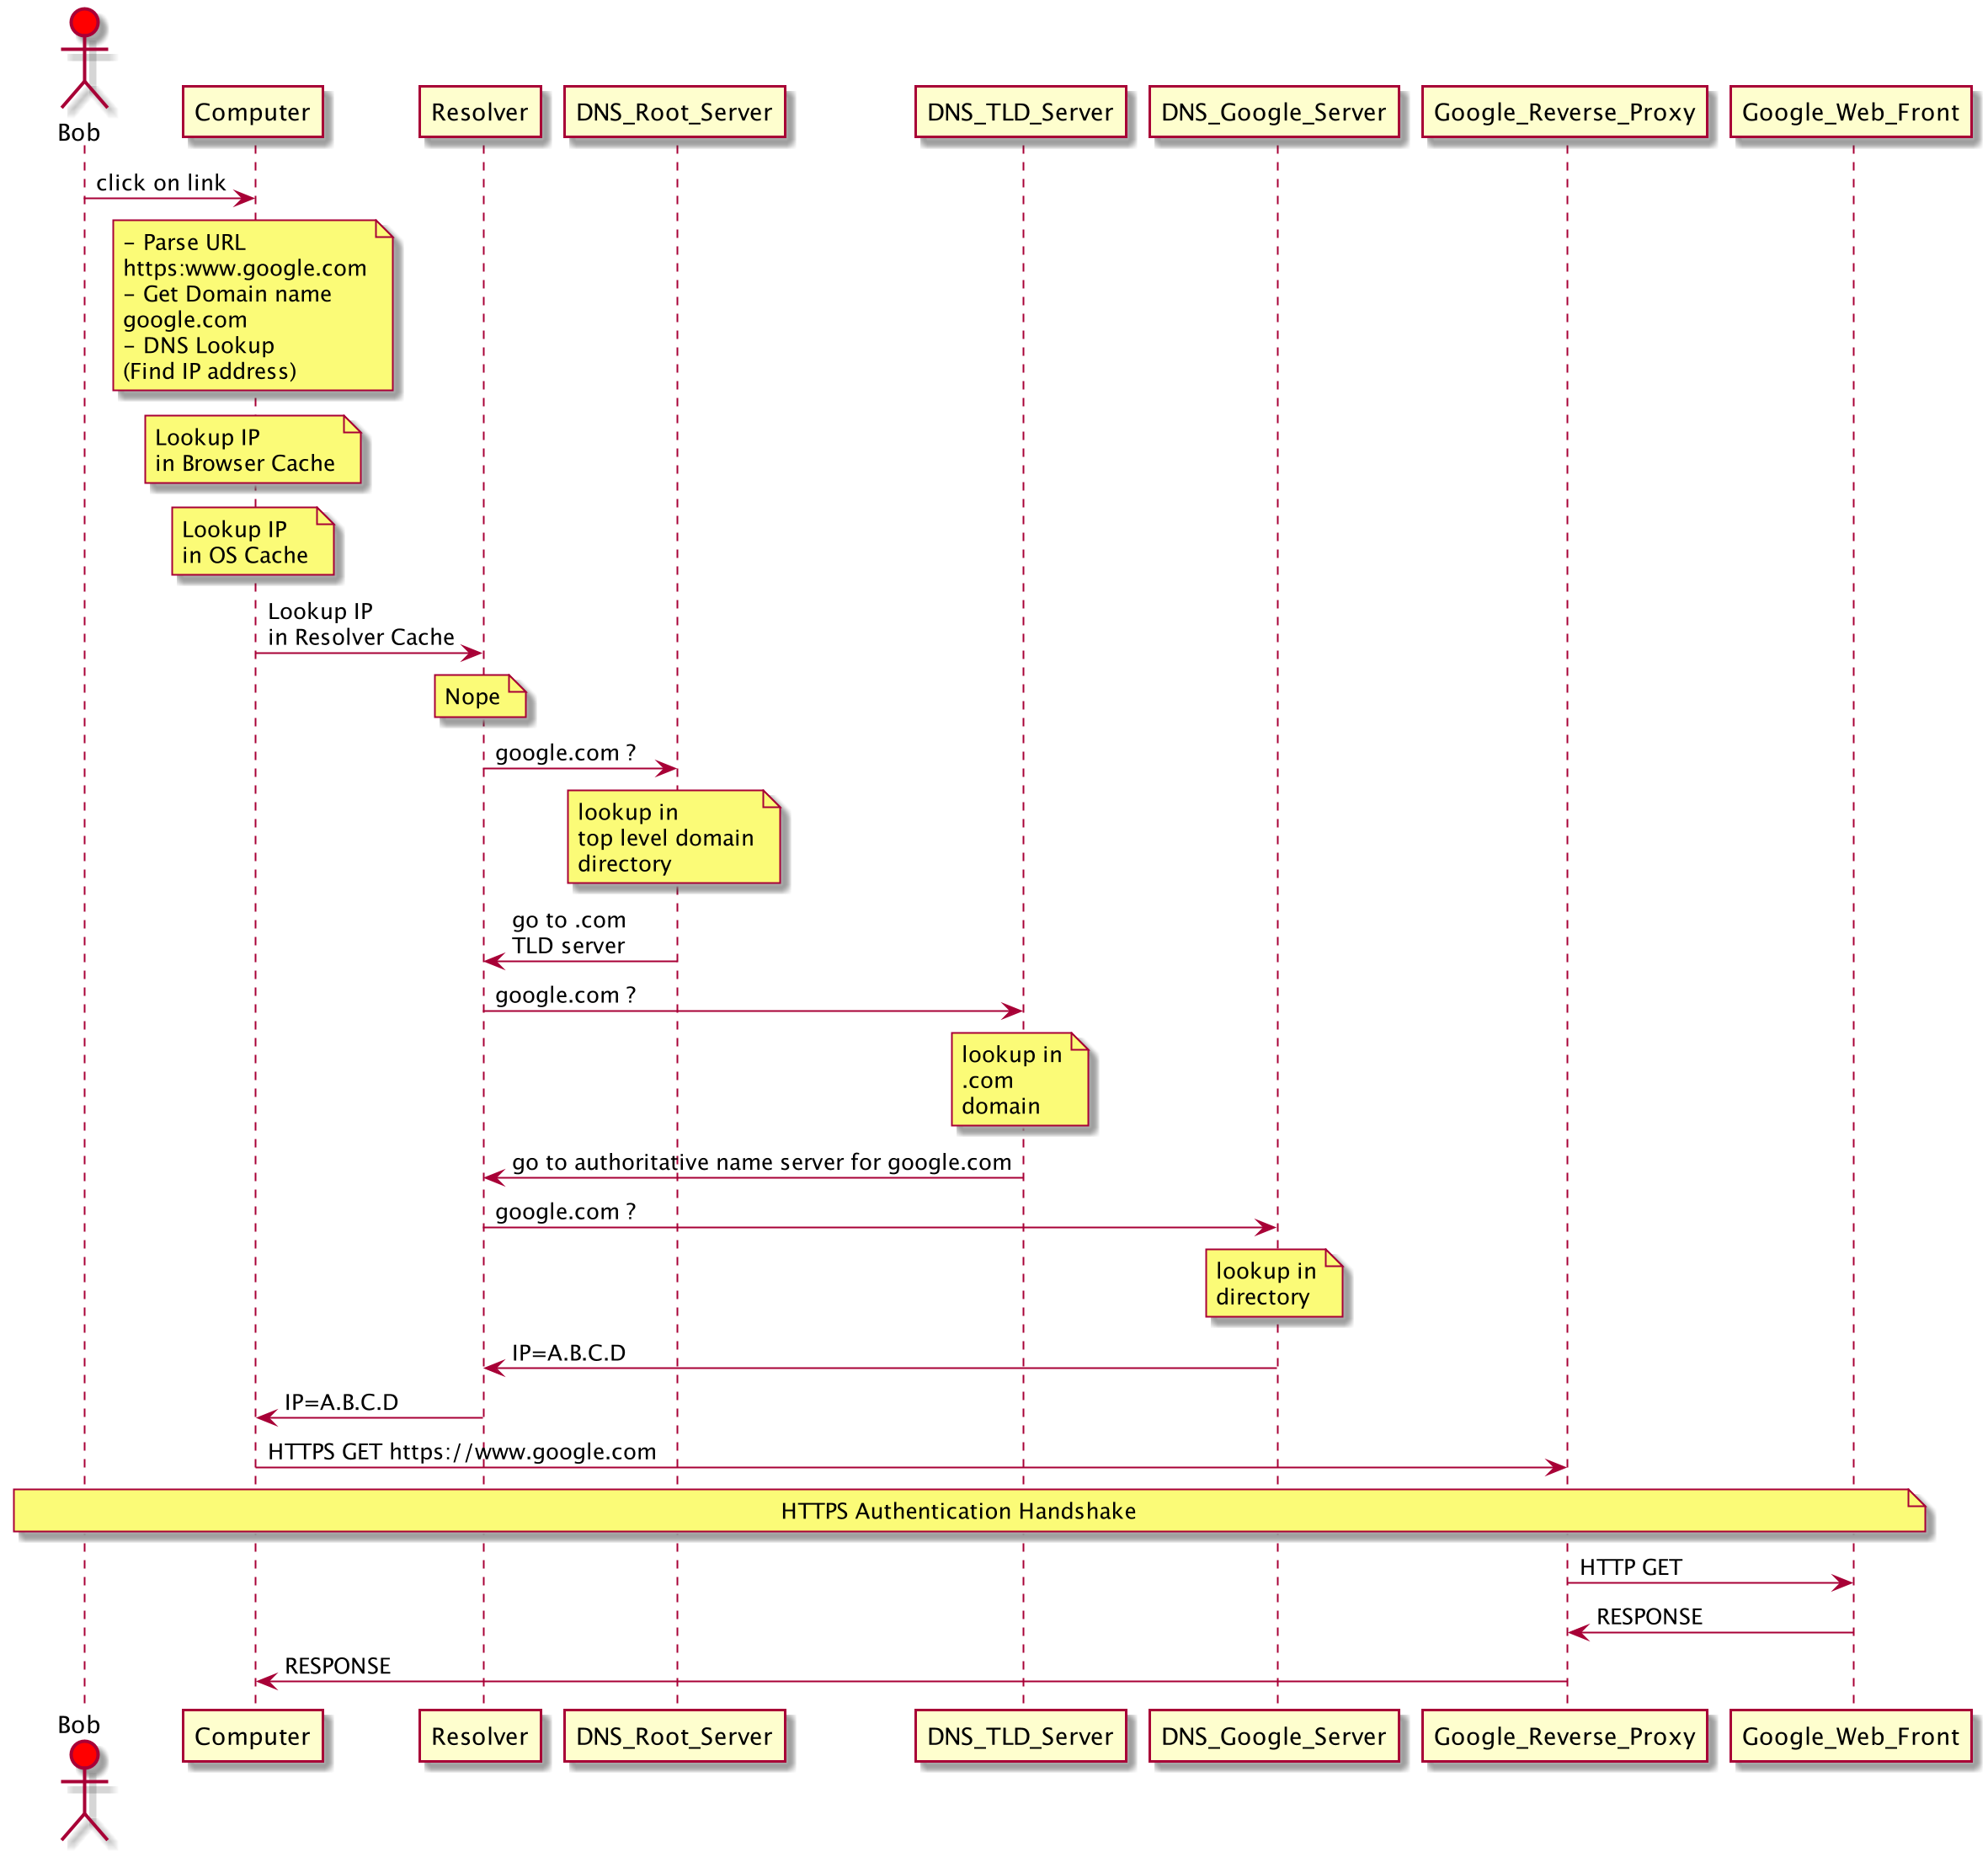 Bob
Computer
Resolver
DNS_Root_Server
DNS_TLD_Server
DNS_Google_Server
Google_Reverse_Proxy
Google_Web_Front
click on link
- Parse URL
https:www.google.com
- Get Domain name
google.com
- DNS Lookup
(Find IP address)
Lookup IP
in Browser Cache
Lookup IP
in OS Cache
Lookup IP
in Resolver Cache
Nope
google.com ?
lookup in
top level domain
directory
go to .com
TLD server
google.com ?
lookup in
.com
domain
go to authoritative name server for google.com
google.com ?
lookup in
directory
IP=A.B.C.D
IP=A.B.C.D
HTTPS GET https://www.google.com
HTTPS Authentication Handshake
HTTP GET
RESPONSE
RESPONSE
Bob
Computer
Resolver
DNS_Root_Server
DNS_TLD_Server
DNS_Google_Server
Google_Reverse_Proxy
Google_Web_Front